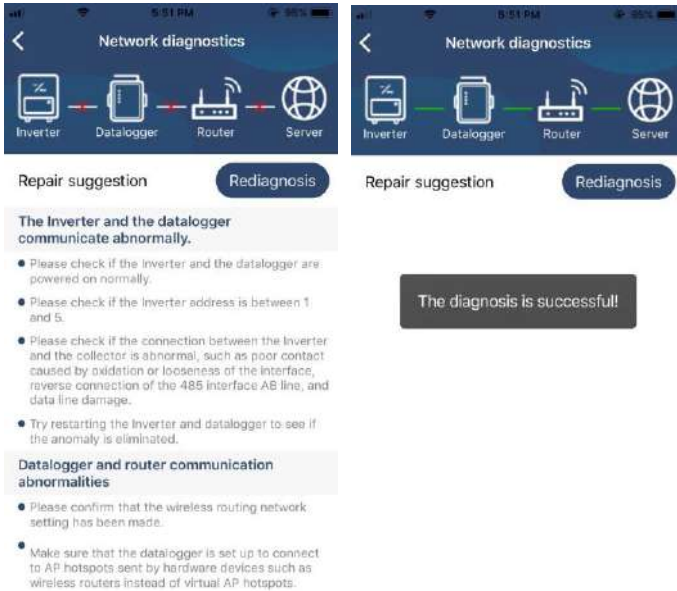 5:51 PM
95%
Network diagnostics
Inverter
Datalogger
Router
Server
Repair suggestion
Rediagnosis
The Inverter and the datalogger
communicate abnormally.
Please check if the Inverter and the datalogger are
powered on normally.
Please check if the Inverter address is between 1
and 5.
Please check if the connection between the Inverter
and the collector is abnormal, such as poor contact
caused by oxidation or looseness of the interface,
reverse connection of the 485 interface AB line, and
data line damage.
Try restarting the Inverter and datalogger to see if
the anomaly is eliminated.
Datalogger and router communication
abnormalities
Please confirm that the wireless routing network
setting has been made.
Make sure that the datalogger is set up to connect
to AP hotspots sent by hardware devices such as
wireless routers instead of virtual AP hotspots.
5:51 PM
95%
Network diagnostics
Inverter
Datalogger
Router
Server
Repair suggestion
Rediagnosis
The diagnosis is successful!